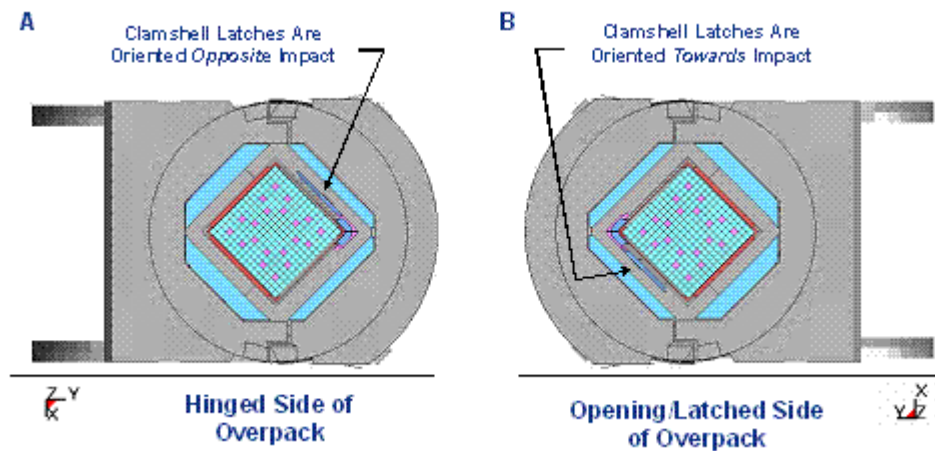 A
Clamshell Latches Are
Oriented Opposite Impact
B
Clamshell Latches Are
Oriented Towards Impact
Z Y
X
Hinged Side of
Overpack
Opening/Latched Side
of Overpack
X
Y Z